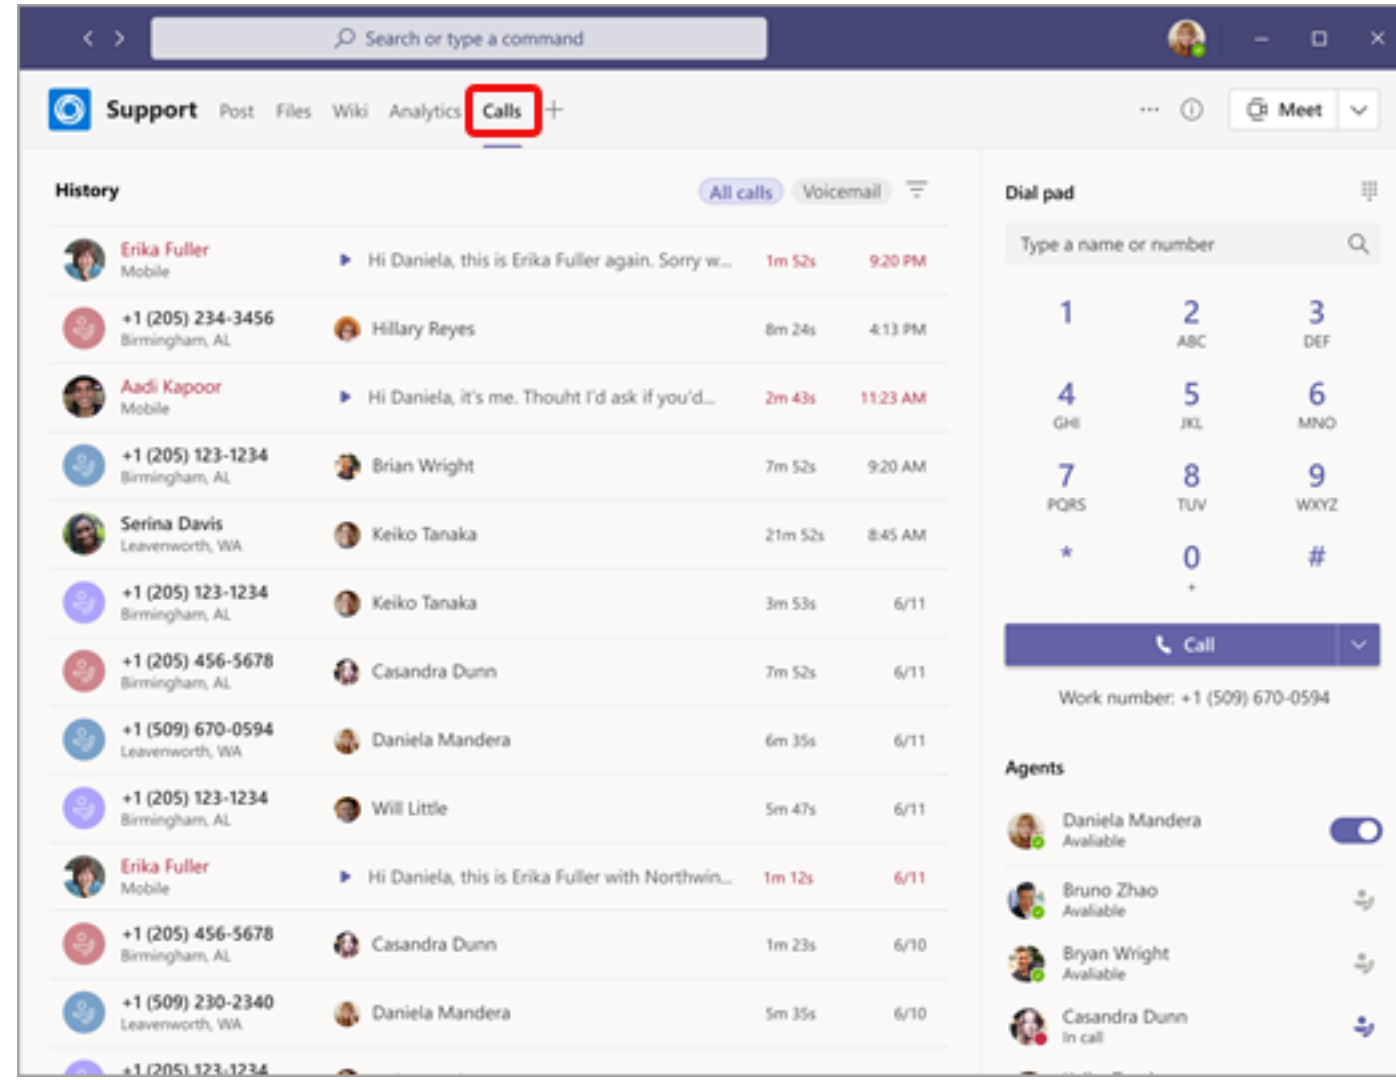 Search or type a command
Support Post Files Wiki Analytics Calls
Meet
History
All calls Voicemail
Erika Fuller
Mobile
Hi Daniela, this is Erika Fuller again. Sorry w... 1m 52s 9:20 PM
+1 (205) 234-3456
Birmingham, AL
Hillary Reyes 8m 24s 4:13 PM
Aadi Kapoor
Mobile
Hi Daniela, it's me. Thouht I'd ask if you'd... 2m 43s 11:23 AM
+1 (205) 123-1234
Birmingham, AL
Brian Wright 7m 52s 9:20 AM
Serina Davis
Leavenworth, WA
Keiko Tanaka 21m 52s 8:45 AM
+1 (205) 123-1234
Birmingham, AL
Keiko Tanaka 3m 53s 6/11
+1 (205) 456-5678
Birmingham, AL
Casandra Dunn 7m 52s 6/11
+1 (509) 670-0594
Leavenworth, WA
Daniela Mandera 6m 35s 6/11
+1 (205) 123-1234
Birmingham, AL
Will Little 5m 47s 6/11
Erika Fuller
Mobile
Hi Daniela, this is Erika Fuller with Northwin... 1m 12s 6/11
+1 (205) 456-5678
Birmingham, AL
Casandra Dunn 1m 23s 6/10
+1 (509) 230-2340
Leavenworth, WA
Daniela Mandera 5m 35s 6/10
+1 (205) 123-1234
Dial pad
Type a name or number
1 2 3
ABC DEF
4 5 6
GHI JKL MNO
7 8 9
PQRS TUV WXYZ
* 0 #
+
Call
Work number: +1 (509) 670-0594
Agents
Daniela Mandera
Avaliable
Bruno Zhao
Avaliable
Bryan Wright
Avaliable
Casandra Dunn
In call